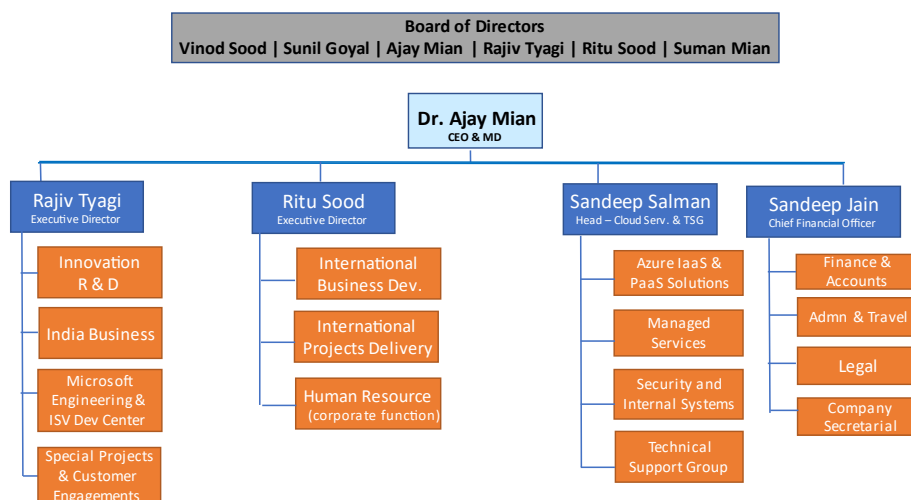 Board of Directors
Vinod Sood | Sunil Goyal | Ajay Mian | Rajiv Tyagi | Ritu Sood | Suman Mian
Dr. Ajay Mian
CEO & MD
Rajiv Tyagi
Executive Director
Innovation
R & D
India Business
Microsoft
Engineering &
ISV Dev Center
Special Projects
& Customer
Engagements
Ritu Sood
Executive Director
International
Business Dev.
International
Projects Delivery
Human Resource
(corporate function)
Sandeep Salman
Head – Cloud Serv. & TSG
Azure IaaS &
PaaS Solutions
Managed
Services
Security and
Internal Systems
Technical
Support Group
Sandeep Jain
Chief Financial Officer
Finance &
Accounts
Admn & Travel
Legal
Company
Secretarial